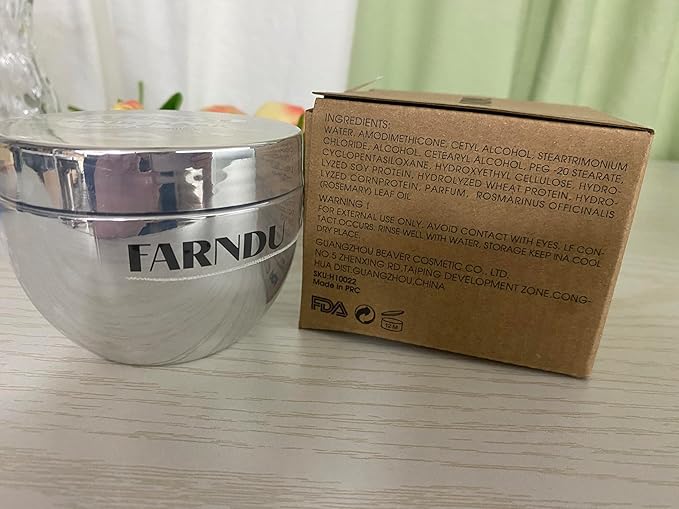 FARNDU
INGREDIENTS:
WATER, AMODIMETHICONE, CETYL ALCOHOL, STEARTRIMONIUM
CHLORIDE, ALCOHOL, CETEARYL ALCOHOL, PEG -20 STEARATE,
CYCLOPENTASILOXANE, HYDROXYETHYL CELLULOSE, HYDRO-
LYZED SOY PROTEIN, HYDROLYZED WHEAT PROTEIN, HYDRO-
LYZED CORNPROTEIN, PARFUM, ROSMARINUS OFFICINALIS
(ROSEMARY) LEAF OIL
WARNING !
FOR EXTERNAL USE ONLY. AVOID CONTACT WITH EYES. LF CON-
TACT OCCURS. RINSE WELL WITH WATER, STORAGE KEEP INA COOL
DRY PLACE.
GUANGZHOU BEAVER COSMETIC CO., LTD.
NO.5 ZHENXING RD,TAIPING DEVELOPMENT ZONE,CONG-
HUA DIST.GUANGZHOU,CHINA
SKU-H10022
Made in PRC
FDA
12 M